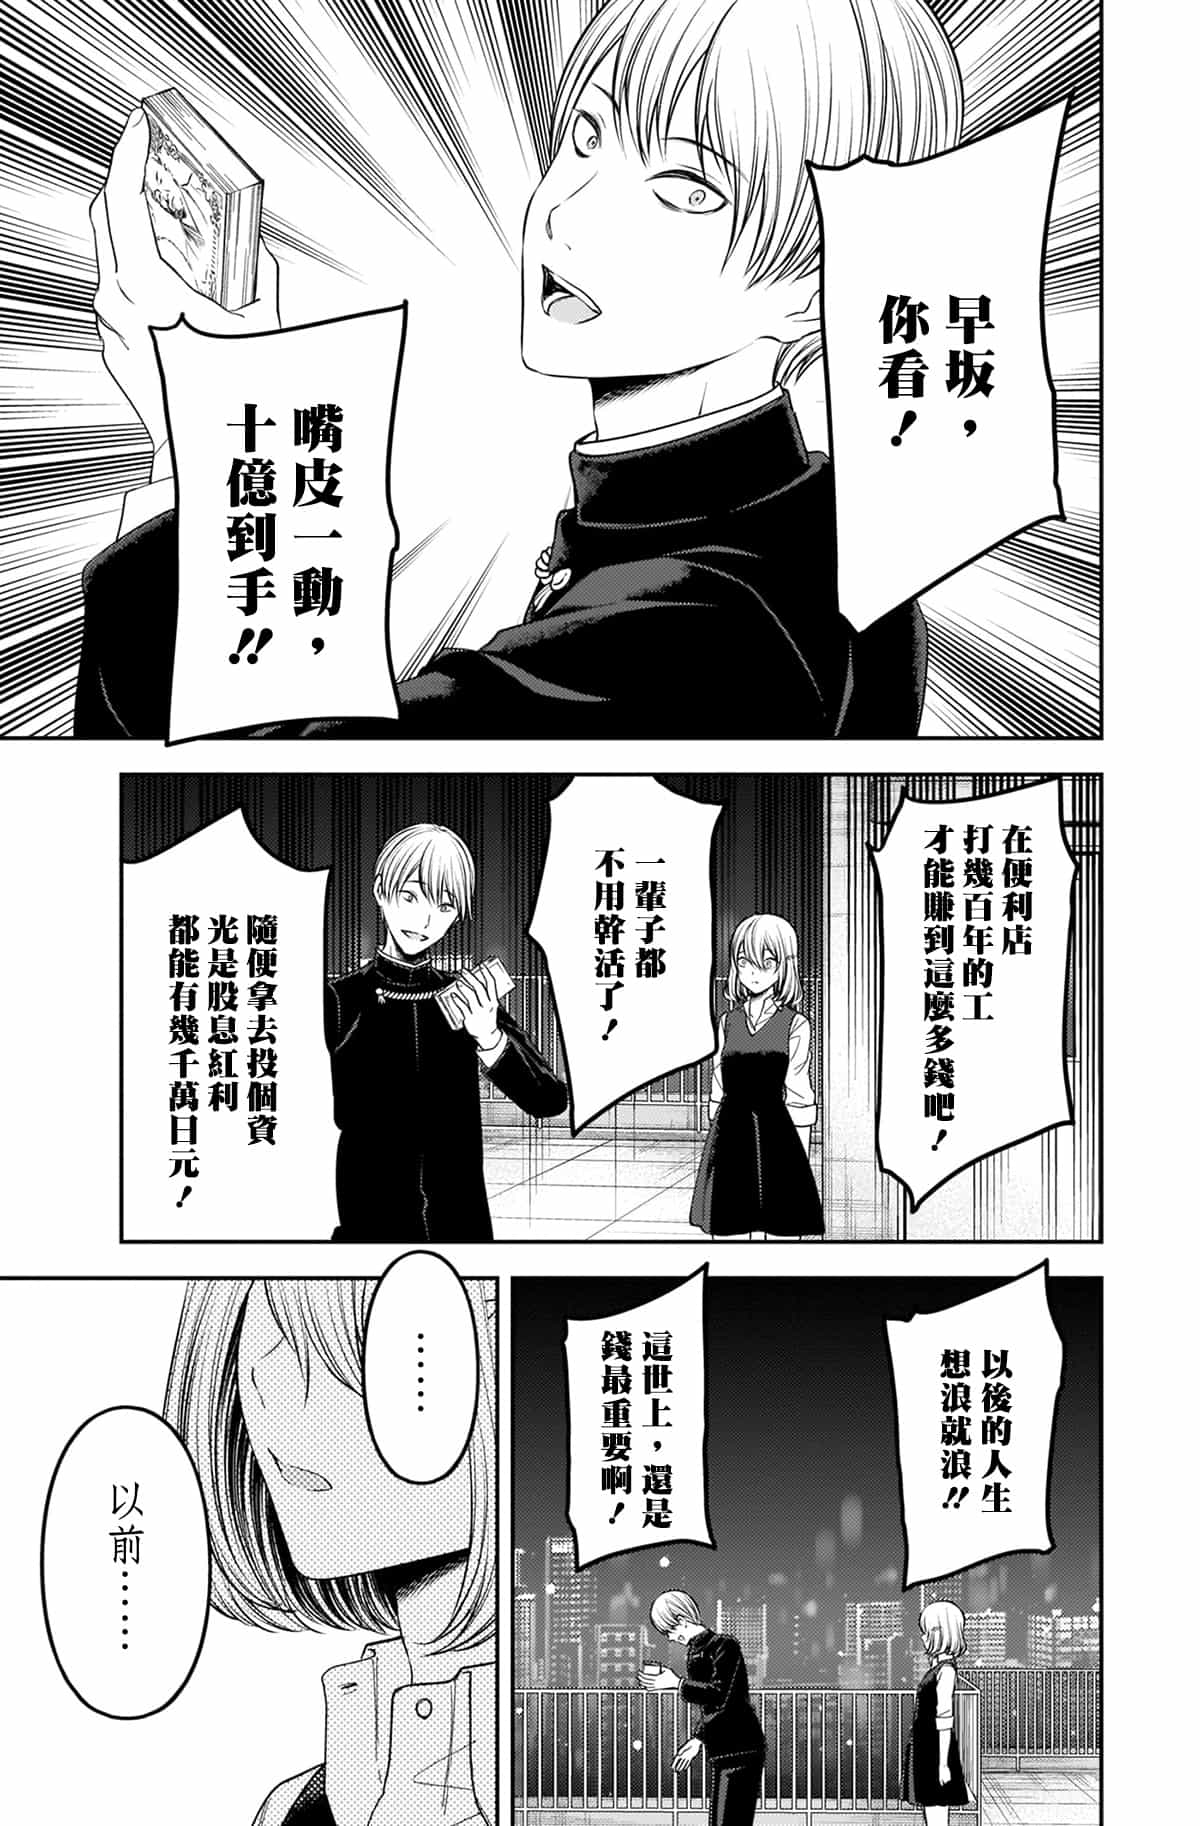 早坂，
你看！
嘴皮一動，
十億到手!!
在便利店
打幾百年的工
才能賺到這麼多錢吧！
一輩子都
不用幹活了！
隨便拿去投個資
光是股息紅利
都能有幾千萬日元！
以後的人生
想浪就浪!!
這世上，還是
錢最重要啊！
……
以前……